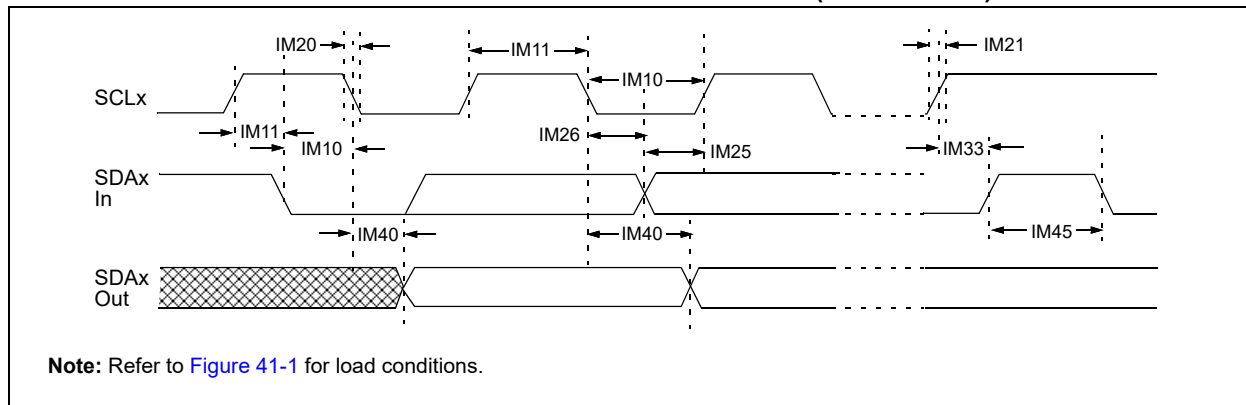 IM20
IM11
IM21
IM10
SCLx
IM11
IM26
IM10
IM25
IM33
SDAx
In
IM40
IM40
IM45
SDAx
Out
Note: Refer to Figure 41-1 for load conditions.